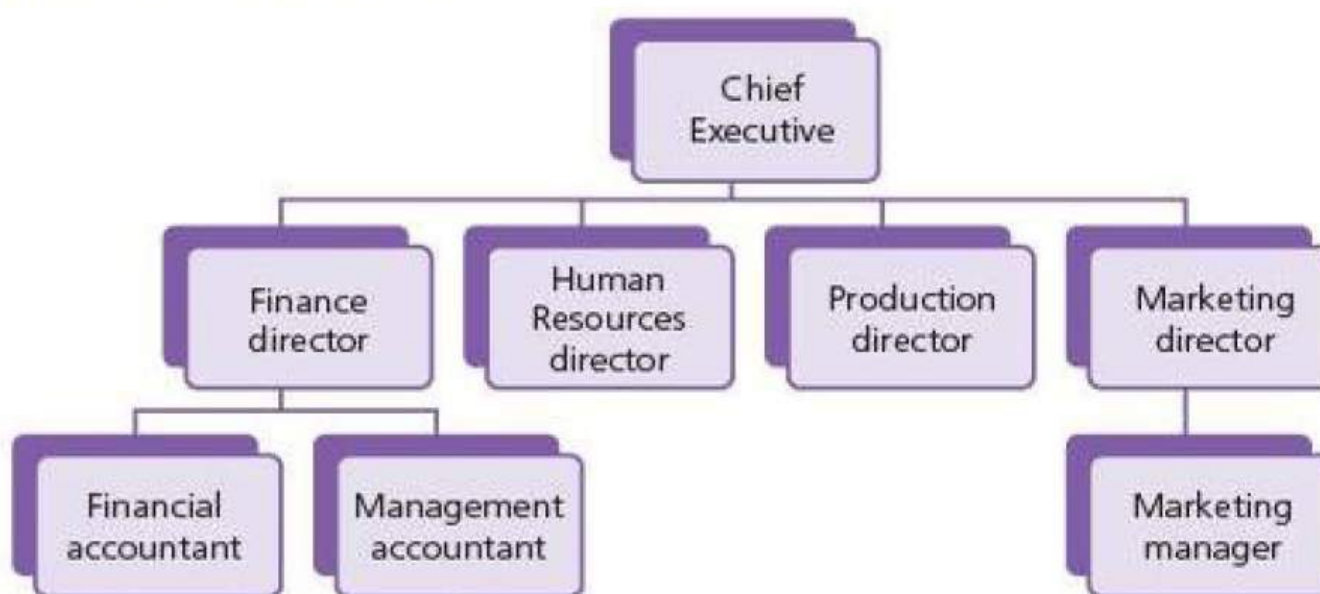 Chief
Executive
Finance
director
Human
Resources
director
Production
director
Marketing
director
Financial
accountant
Management
accountant
Marketing
manager